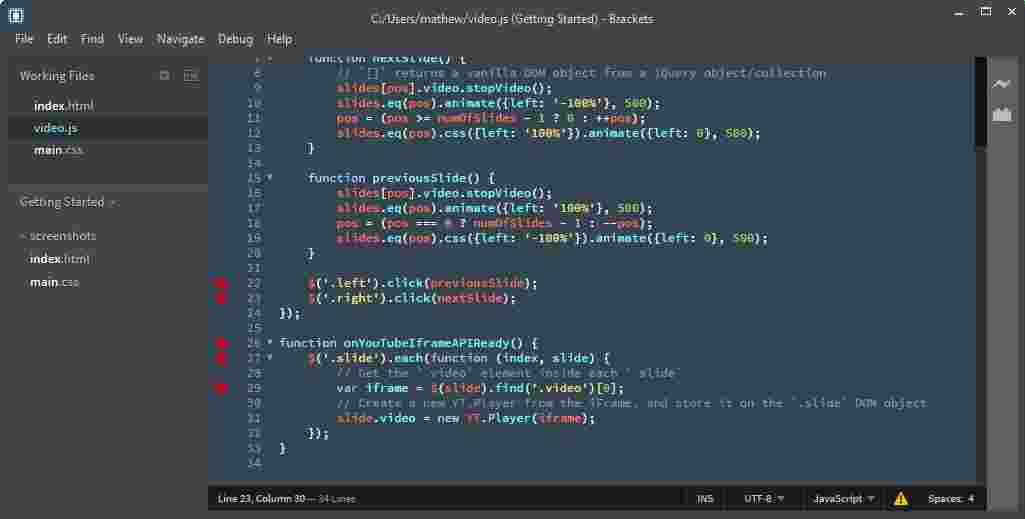 C:/Users/mathew/video.js (Getting Started) - Brackets
File Edit Find View Navigate Debug Help
Working Files
index.html
video.js
main.css
Getting Started
screenshots
index.html
main.css
7 function nextSlide() {
8 // `[]` returns a vanilla DOM object from a jQuery object/collection
9 slides[pos].video.stopVideo();
10 slides.eq(pos).animate({left: '-100%'}, 500);
11 pos = (pos >= numOfSlides - 1 ? 0 : ++pos);
12 slides.eq(pos).css({left: '100%'}).animate({left: 0}, 500);
13 }
14
15 function previousSlide() {
16 slides[pos].video.stopVideo();
17 slides.eq(pos).animate({left: '100%'}, 500);
18 pos = (pos === 0 ? numOfSlides - 1 : --pos);
19 slides.eq(pos).css({left: '-100%'}).animate({left: 0}, 500);
20 }
21
22 $('.left').click(previousSlide);
23 $('.right').click(nextSlide);
24 });
25
26 function onYouTubeIframeAPIReady() {
27 $('.slide').each(function (index, slide) {
28 // Get the `.video` element inside each `.slide`
29 var iframe = $(slide).find('.video')[0];
30 // Create a new YT.Player from the iFrame, and store it on the `.slide` DOM object
31 slide.video = new YT.Player(iframe);
32 });
33 }
34
Line 23, Column 30 — 34 Lines
INS UTF-8 JavaScript Spaces: 4